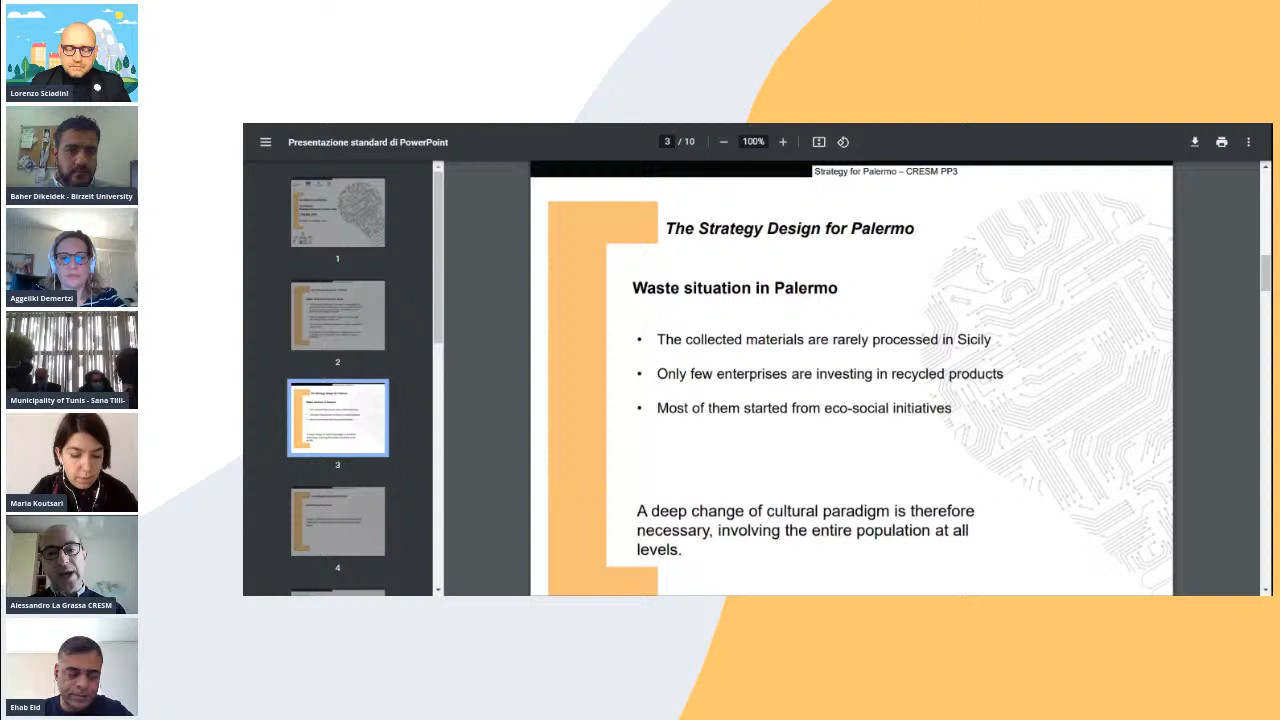 Lorenzo Sciadini
Baher Dikeidek - Birzeit University
Aggeliki Demertzi
Municipality of Tunis - Sana Tlili-
Maria Koutsari
Alessandro La Grassa CRESM
Ehab Eid
Presentazione standard di PowerPoint
3 / 10
100%
1
2
3
4
Strategy for Palermo – CRESM PP3
The Strategy Design for Palermo
Waste situation in Palermo
• The collected materials are rarely processed in Sicily
• Only few enterprises are investing in recycled products
• Most of them started from eco-social initiatives
A deep change of cultural paradigm is therefore
necessary, involving the entire population at all
levels.